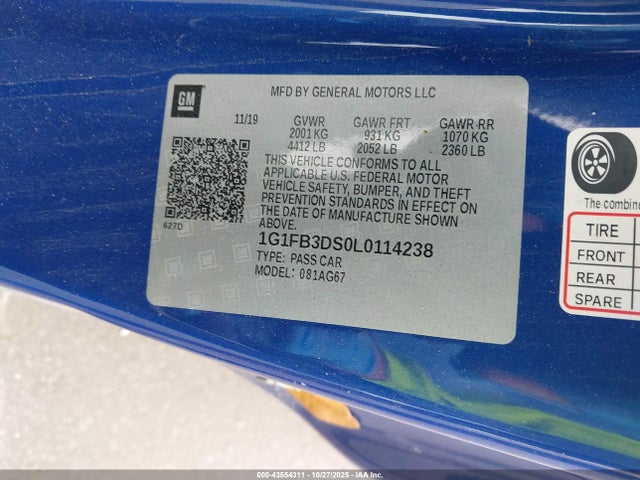 GM
MFD BY GENERAL MOTORS LLC
11/19 GVWR GAWR FRT GAWR RR
2001 KG 931 KG 1070 KG
4412 LB 2052 LB 2360 LB
THIS VEHICLE CONFORMS TO ALL
APPLICABLE U.S. FEDERAL MOTOR
VEHICLE SAFETY, BUMPER, AND THEFT
PREVENTION STANDARDS IN EFFECT ON
THE DATE OF MANUFACTURE SHOWN
ABOVE.
627D
1G1FB3DS0L0114238
TYPE: PASS CAR
MODEL: 081AG67
The combine
TIRE
FRONT
REAR
SPARE
000-43554311 - 10/27/2025 - IAA Inc.